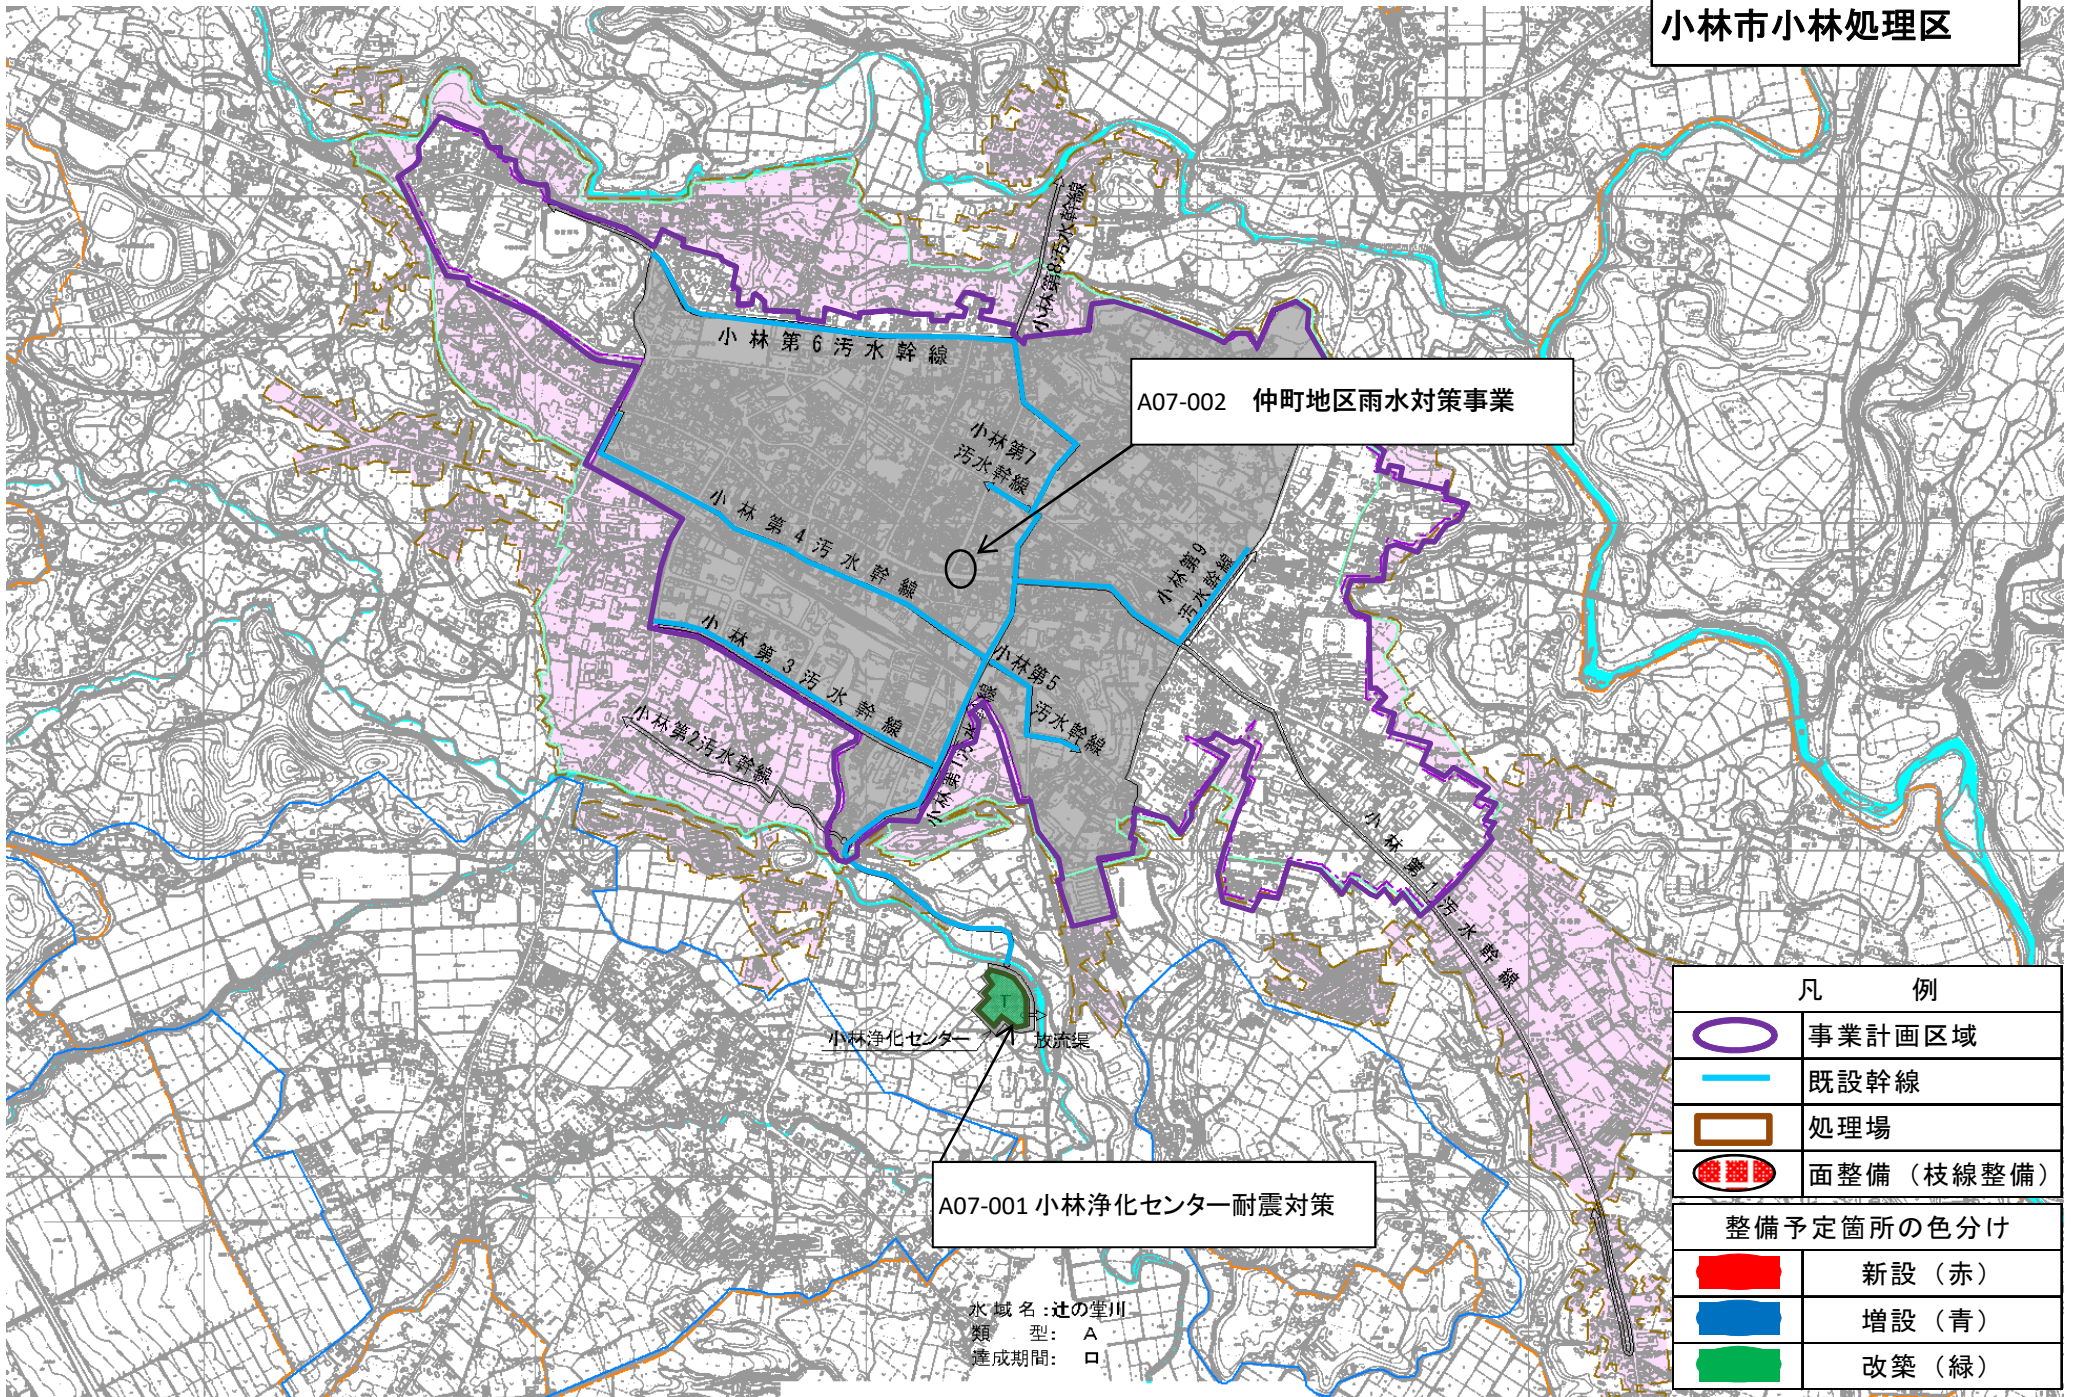 小林市小林処理区
小林第8汚水幹線
小林第6汚水幹線
A07-002 仲町地区雨水対策事業
小林第7
汚水幹線
小林第4汚水幹線
小林第9
汚水幹線
小林第3汚水幹線
小林第5
汚水幹線
小林第2汚水幹線
小林第1汚水幹線
小林第1汚水幹線
T
小林浄化センター
放流渠
A07-001 小林浄化センター耐震対策
水域名:辻の堂川
類 型: A
達成期間: ロ
凡 例
事業計画区域
既設幹線
処理場
面整備（枝線整備）
整備予定箇所の色分け
新設（赤）
増設（青）
改築（緑）